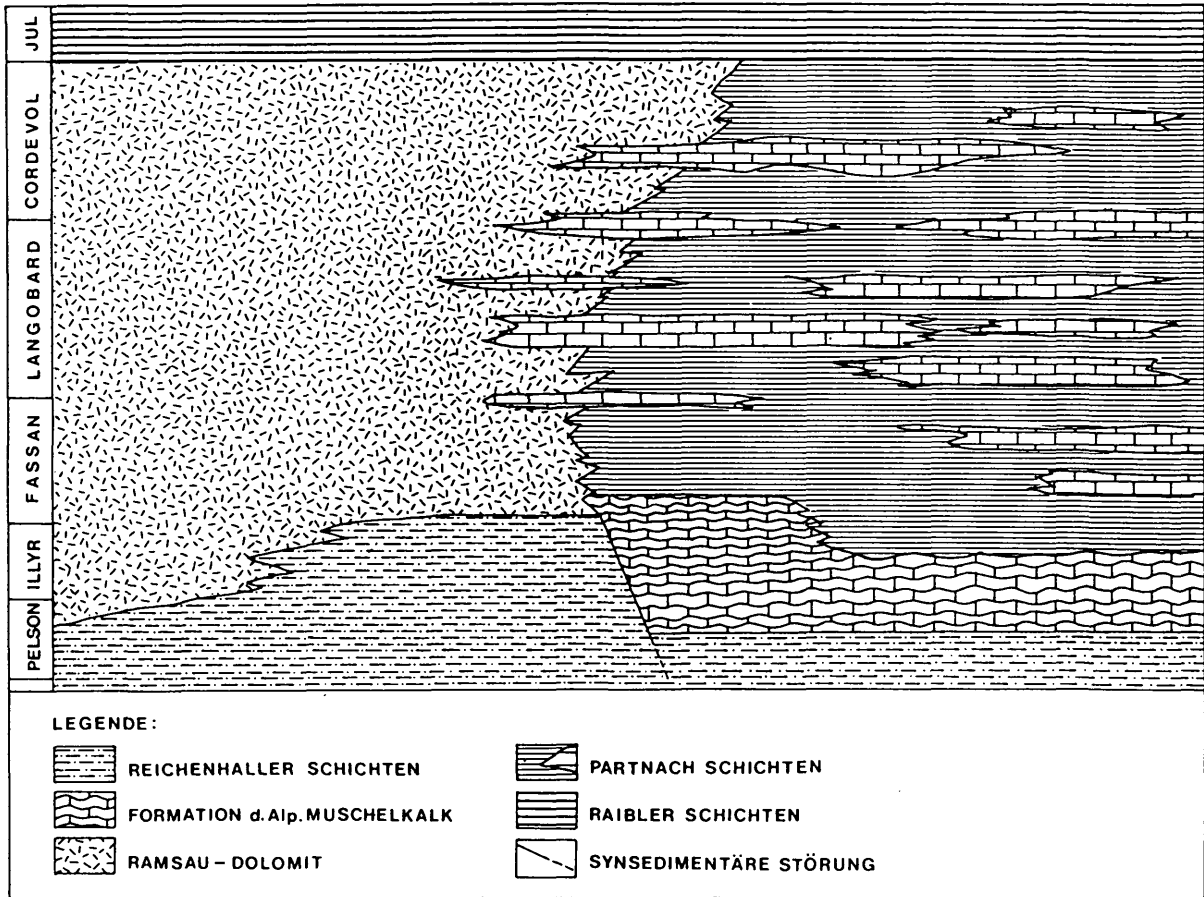 JUL
CORDEVOL
LANGOBARD
FASSAN
ILLYR
PELSON
LEGENDE:
REICHENHALLER SCHICHTEN
FORMATION d. Alp. MUSCHELKALK
RAMSAU – DOLOMIT
PARTNACH SCHICHTEN
RAIBLER SCHICHTEN
SYNSEDIMENTÄRE STÖRUNG